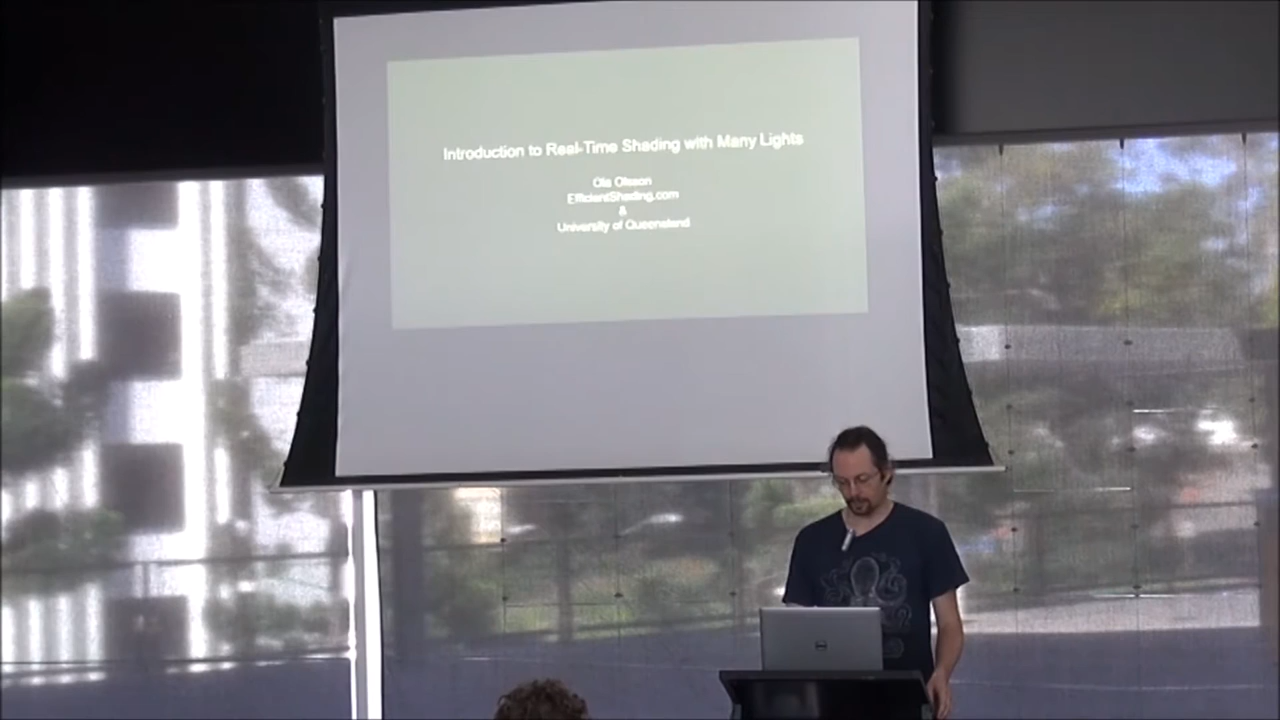 Introduction to Real-Time Shading with Many Lights
Ola Olsson
EfficientShading.com
&
University of Queensland